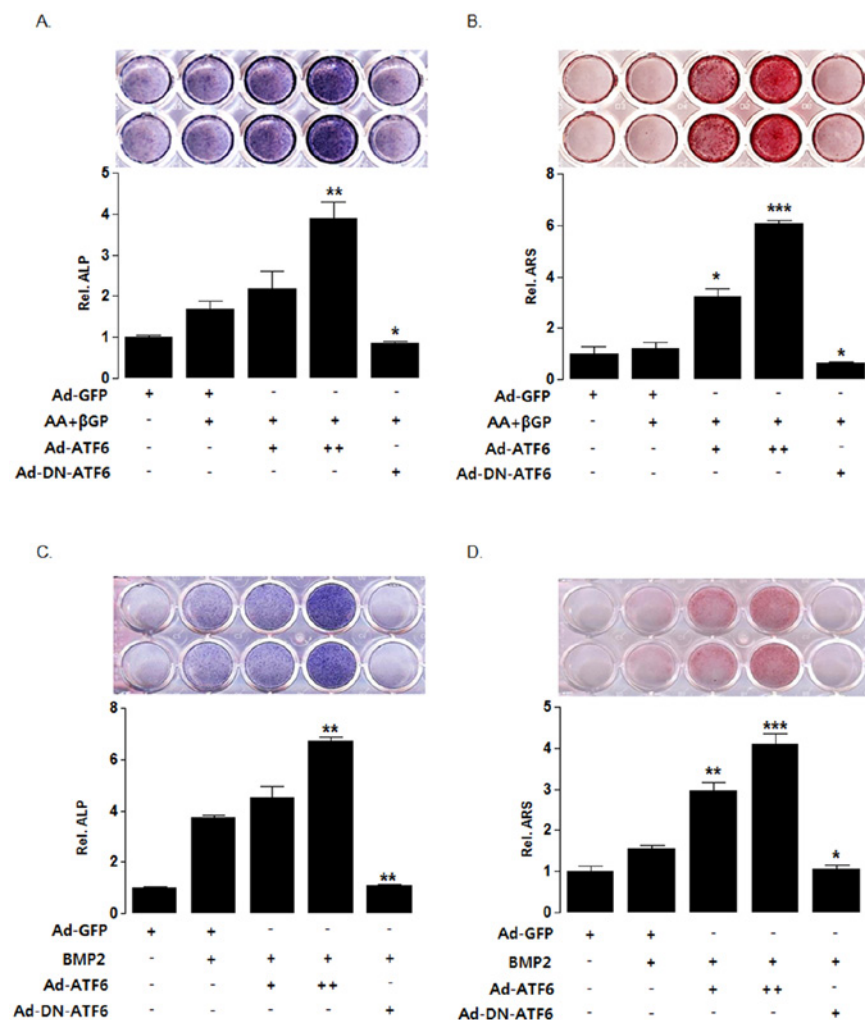 A.
B.
5
4
3
2
1
0
Rel. ALP
**
*
8
6
4
2
0
Rel. ARS
*
***
*
Ad-GFP + + - - -
AA+βGP - + + + +
Ad-ATF6 - - + ++ -
Ad-DN-ATF6 - - - - +
Ad-GFP + + - - -
AA+βGP - + + + +
Ad-ATF6 - - + ++ -
Ad-DN-ATF6 - - - - +
C.
D.
8
6
4
2
0
Rel. ALP
**
**
5
4
3
2
1
0
Rel. ARS
**
***
*
Ad-GFP + + - - -
BMP2 - + + + +
Ad-ATF6 - - + ++ -
Ad-DN-ATF6 - - - - +
Ad-GFP + + - - -
BMP2 - + + + +
Ad-ATF6 - - + ++ -
Ad-DN-ATF6 - - - - +